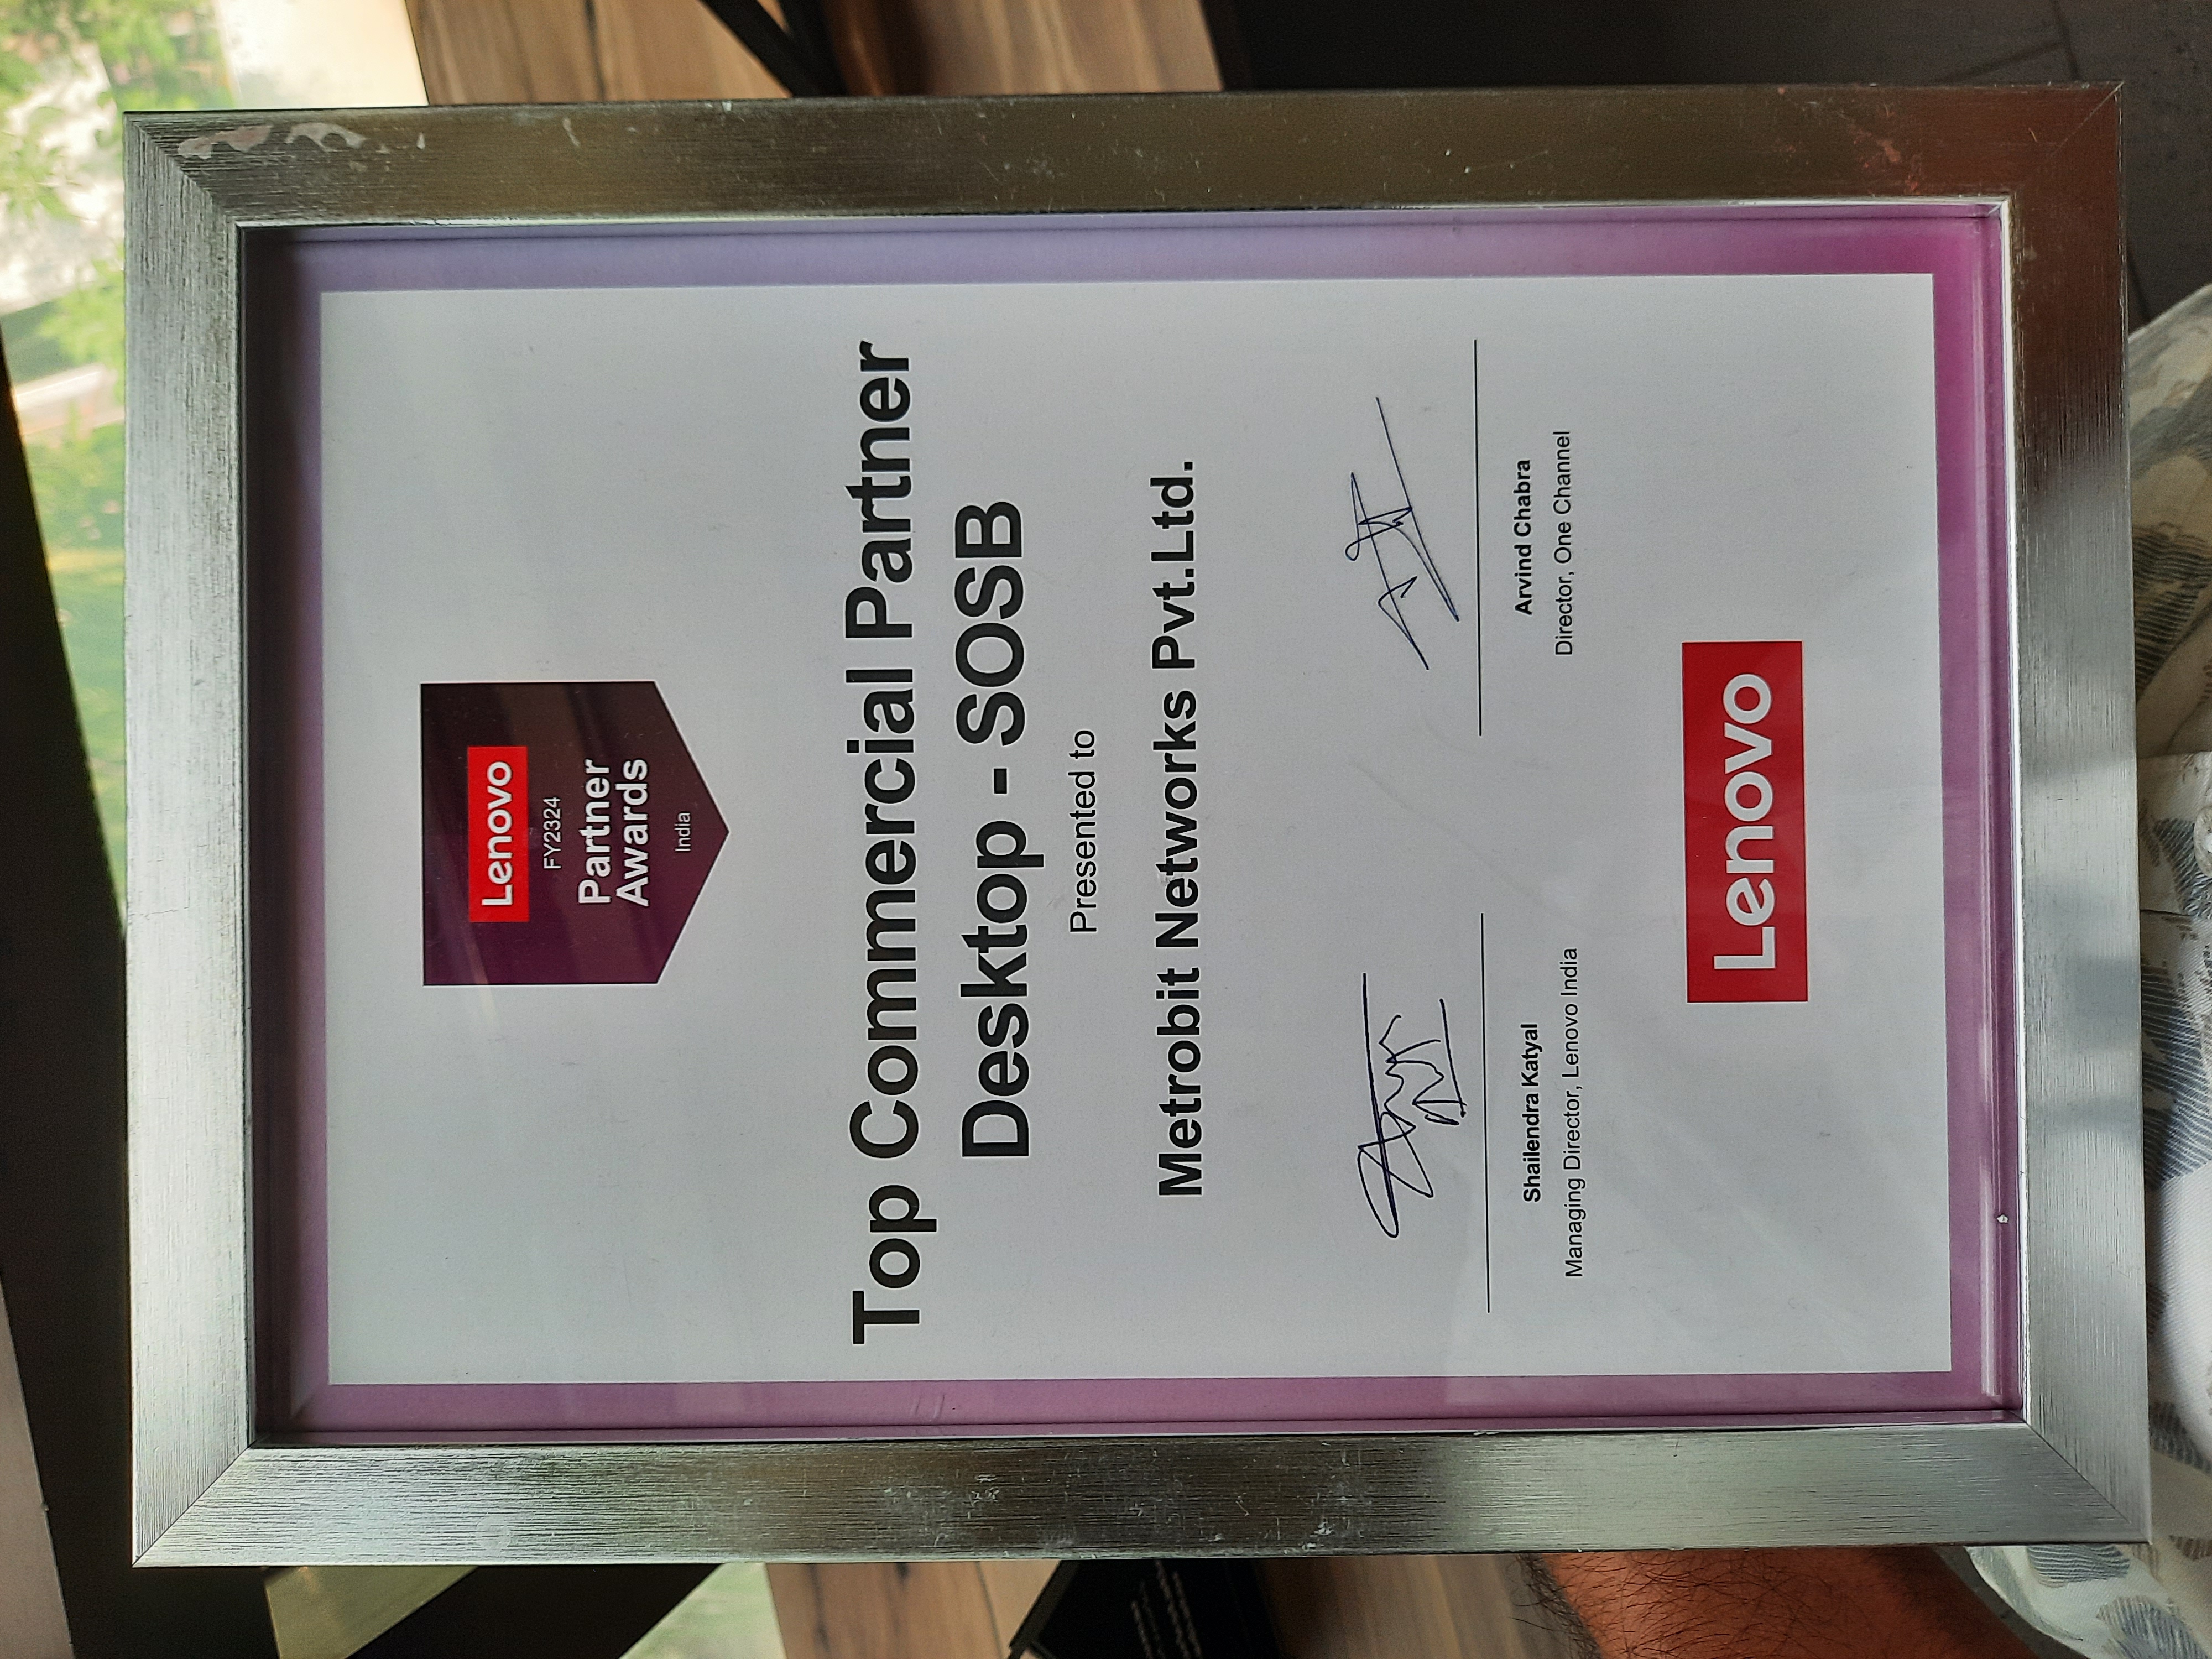 Lenovo
FY2324
Partner
Awards
India
Top Commercial Partner
Desktop - SOSB
Presented to
Metrobit Networks Pvt.Ltd.
Shailendra Katyal
Managing Director, Lenovo India
Arvind Chabra
Director, One Channel
Lenovo